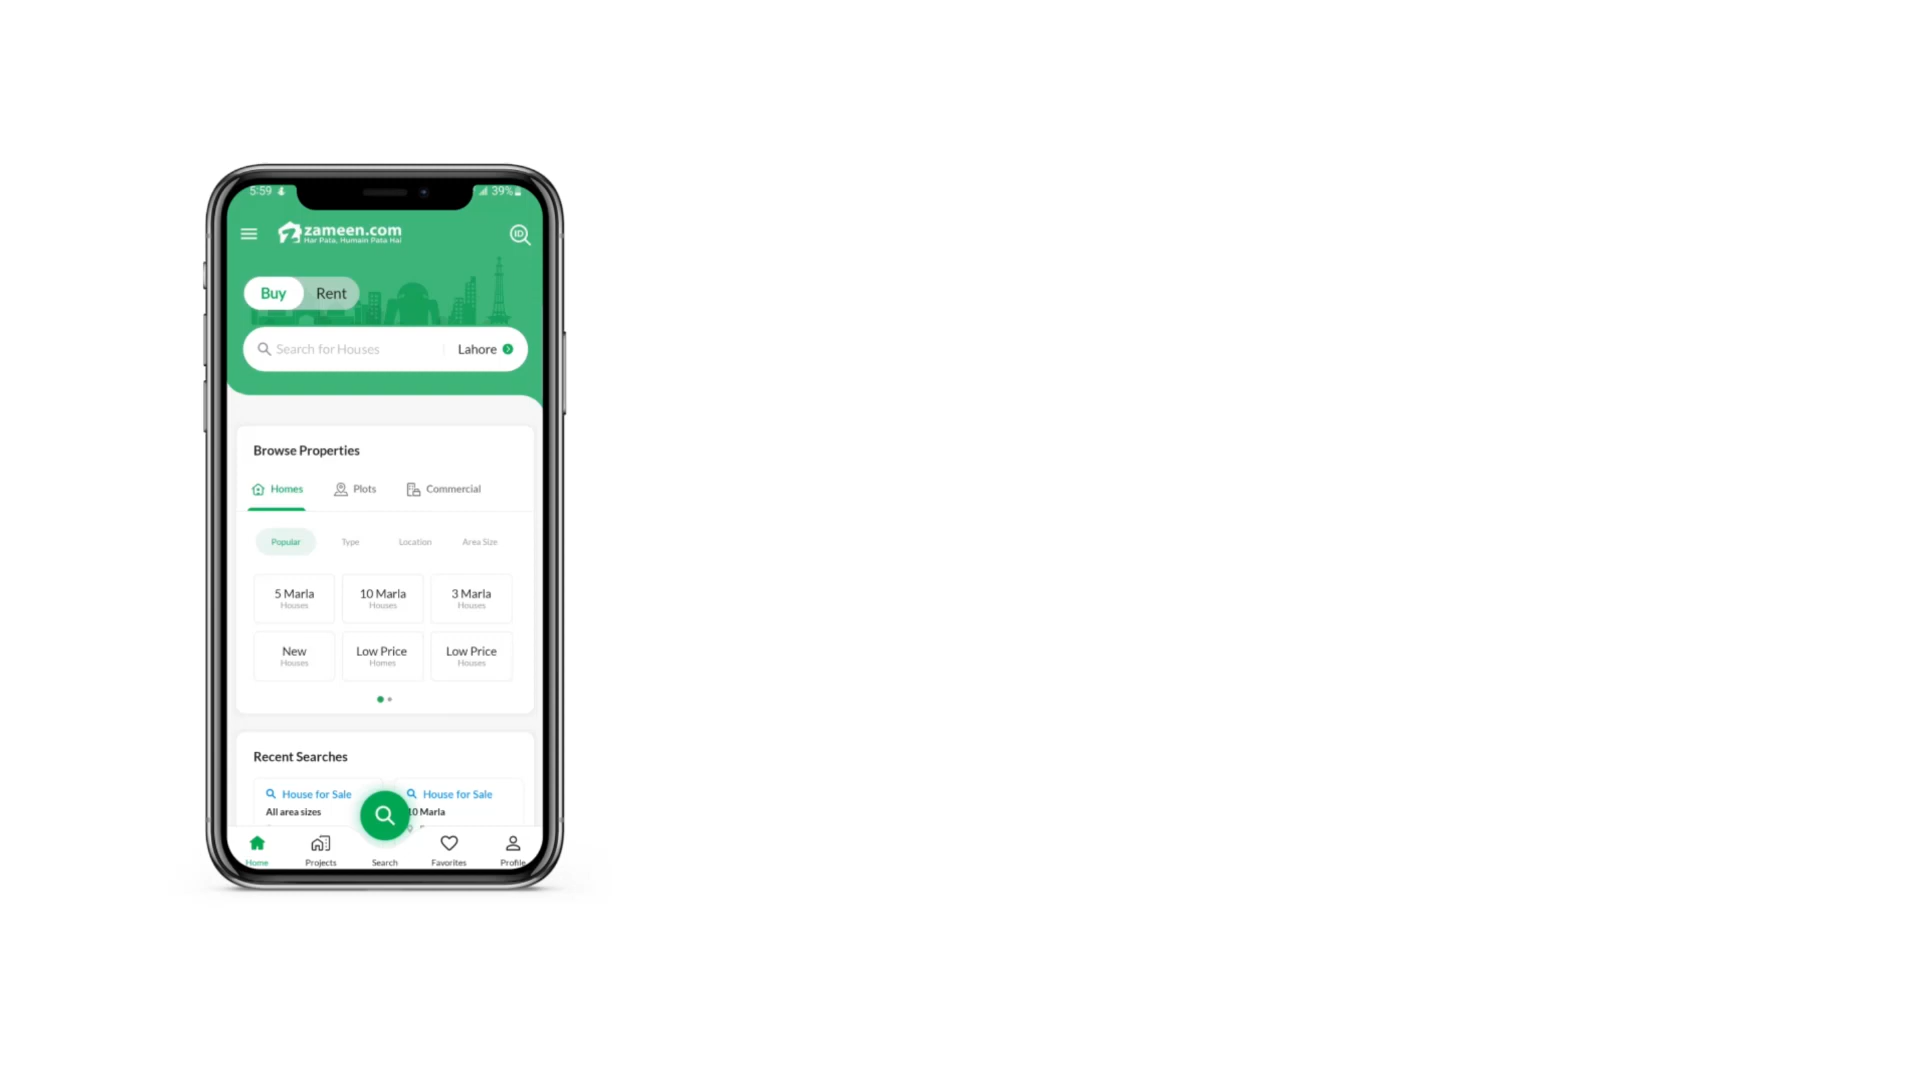 5:59 39%
zameen.com
Har Pata, Humain Pata Hai
ID
Buy Rent
Search for Houses Lahore
Browse Properties
Homes Plots Commercial
Popular Type Location Area Size
5 Marla 10 Marla 3 Marla
Houses Houses Houses
New Low Price Low Price
Houses Homes Houses
Recent Searches
House for Sale House for Sale
All area sizes 10 Marla
Home Projects Search Favorites Profile